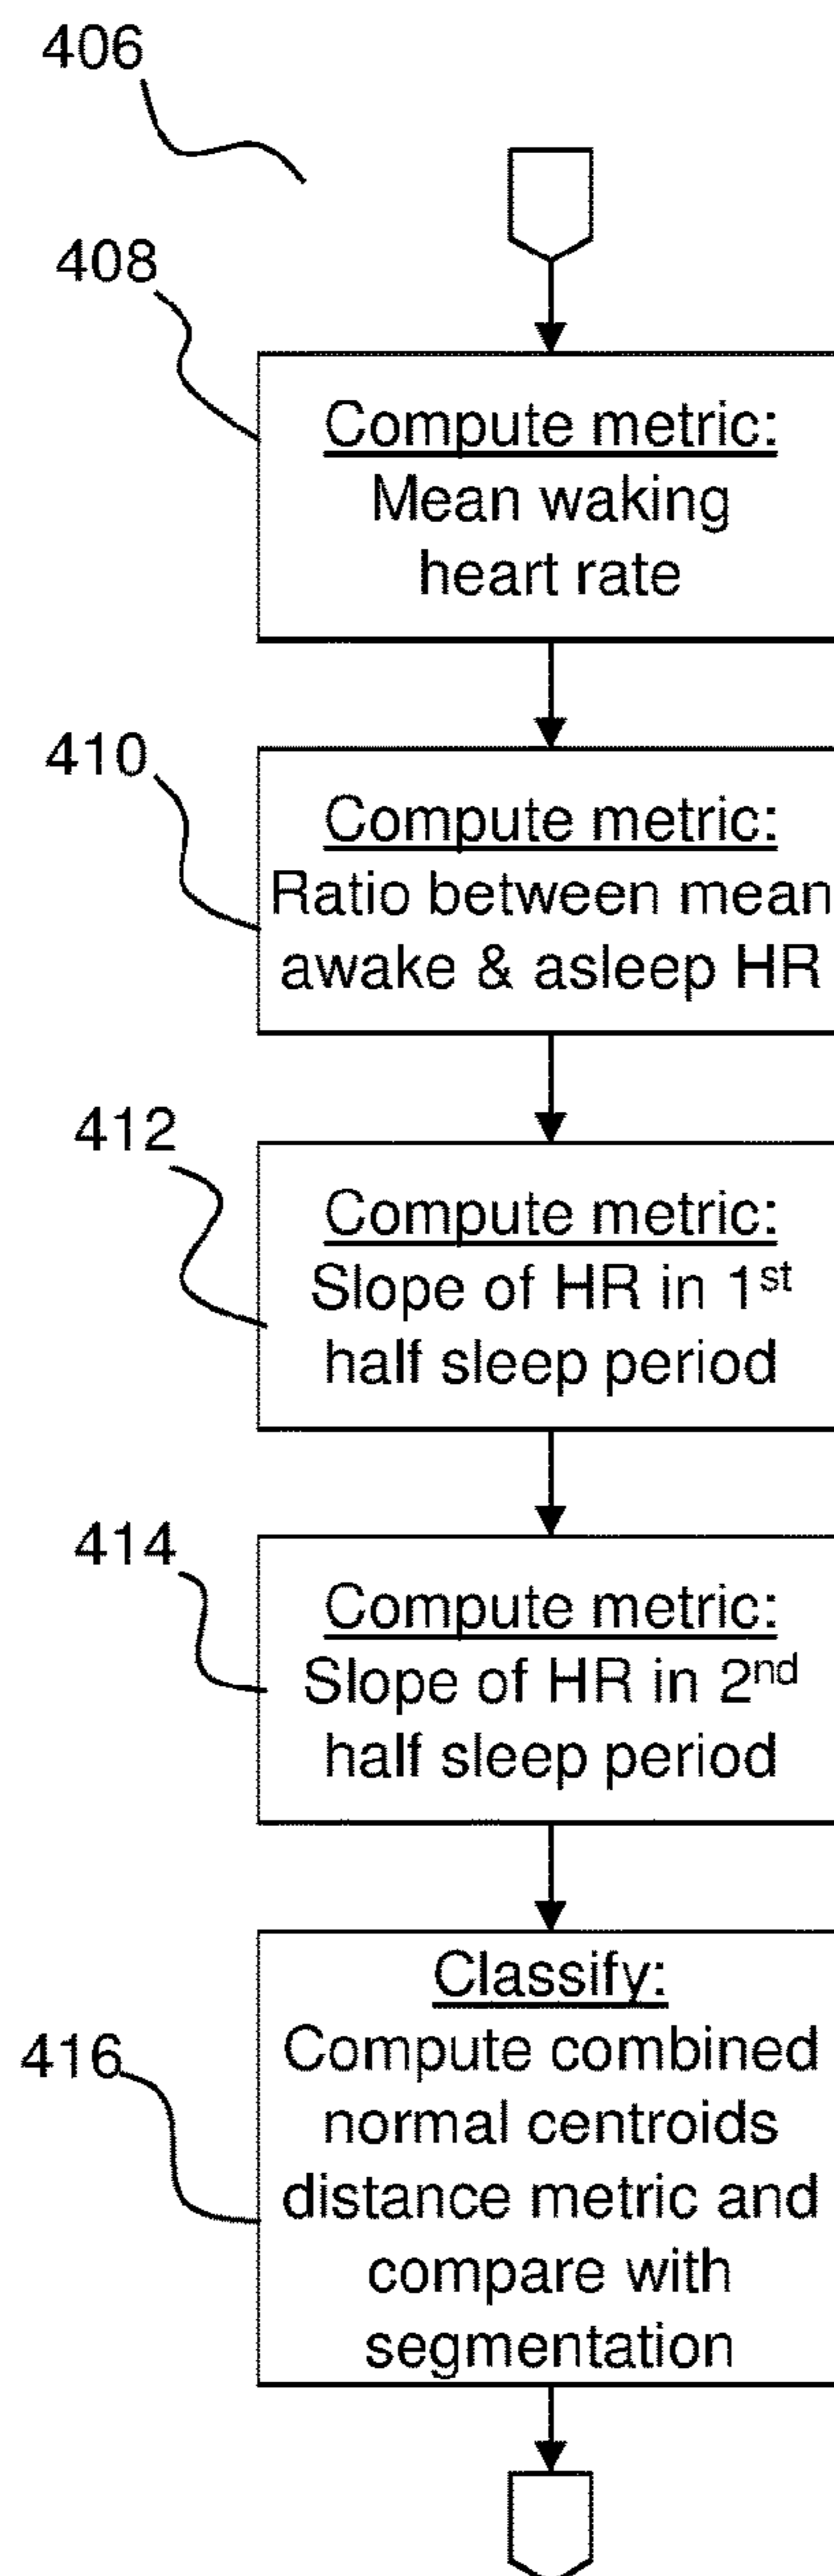 406
408
Compute metric:
Mean waking
heart rate
410
Compute metric:
Ratio between mean
awake & asleep HR
412
Compute metric:
Slope of HR in 1st
half sleep period
414
Compute metric:
Slope of HR in 2nd
half sleep period
416
Classify:
Compute combined
normal centroids
distance metric and
compare with
segmentation